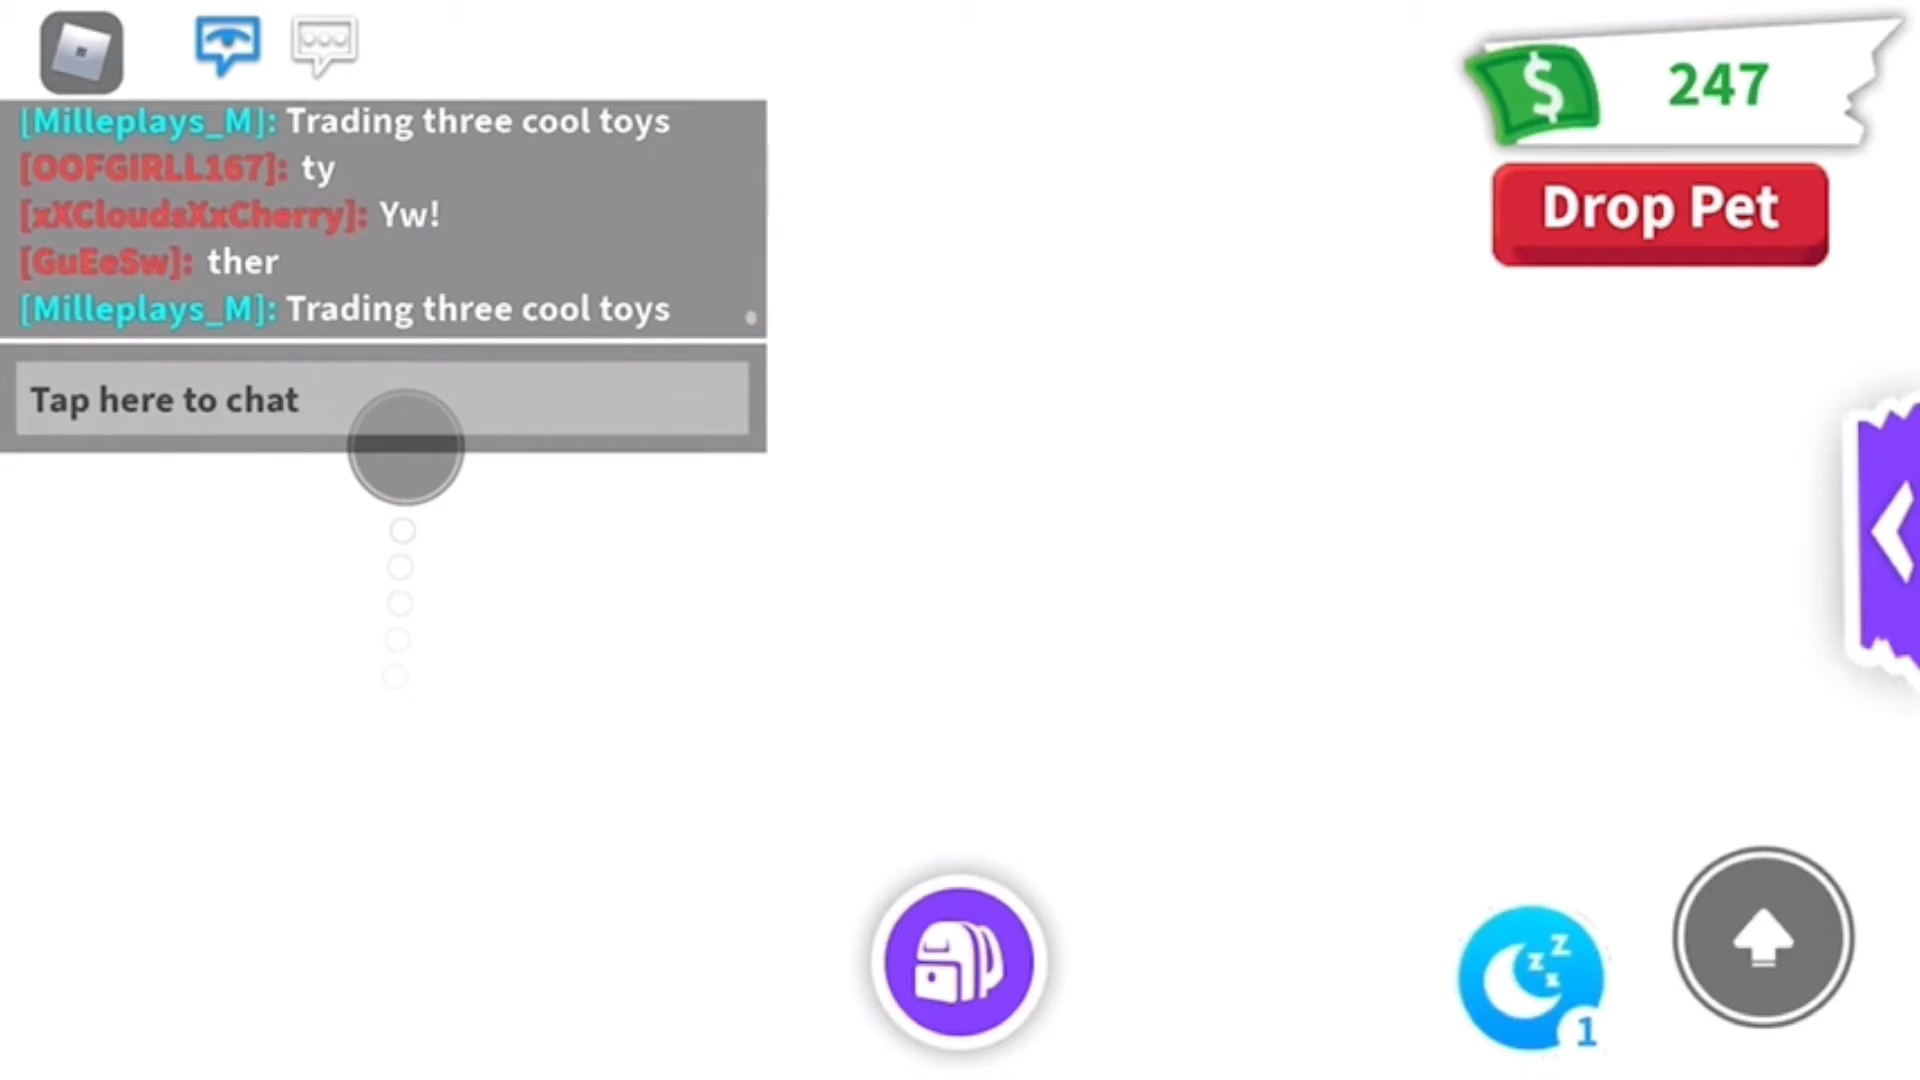 [Milleplays_M]: Trading three cool toys
[OOFGIRLL167]: ty
[xXCloudsXxCherry]: Yw!
[GuEeSw]: ther
[Milleplays_M]: Trading three cool toys
Tap here to chat
$ 247
Drop Pet
z z z
1